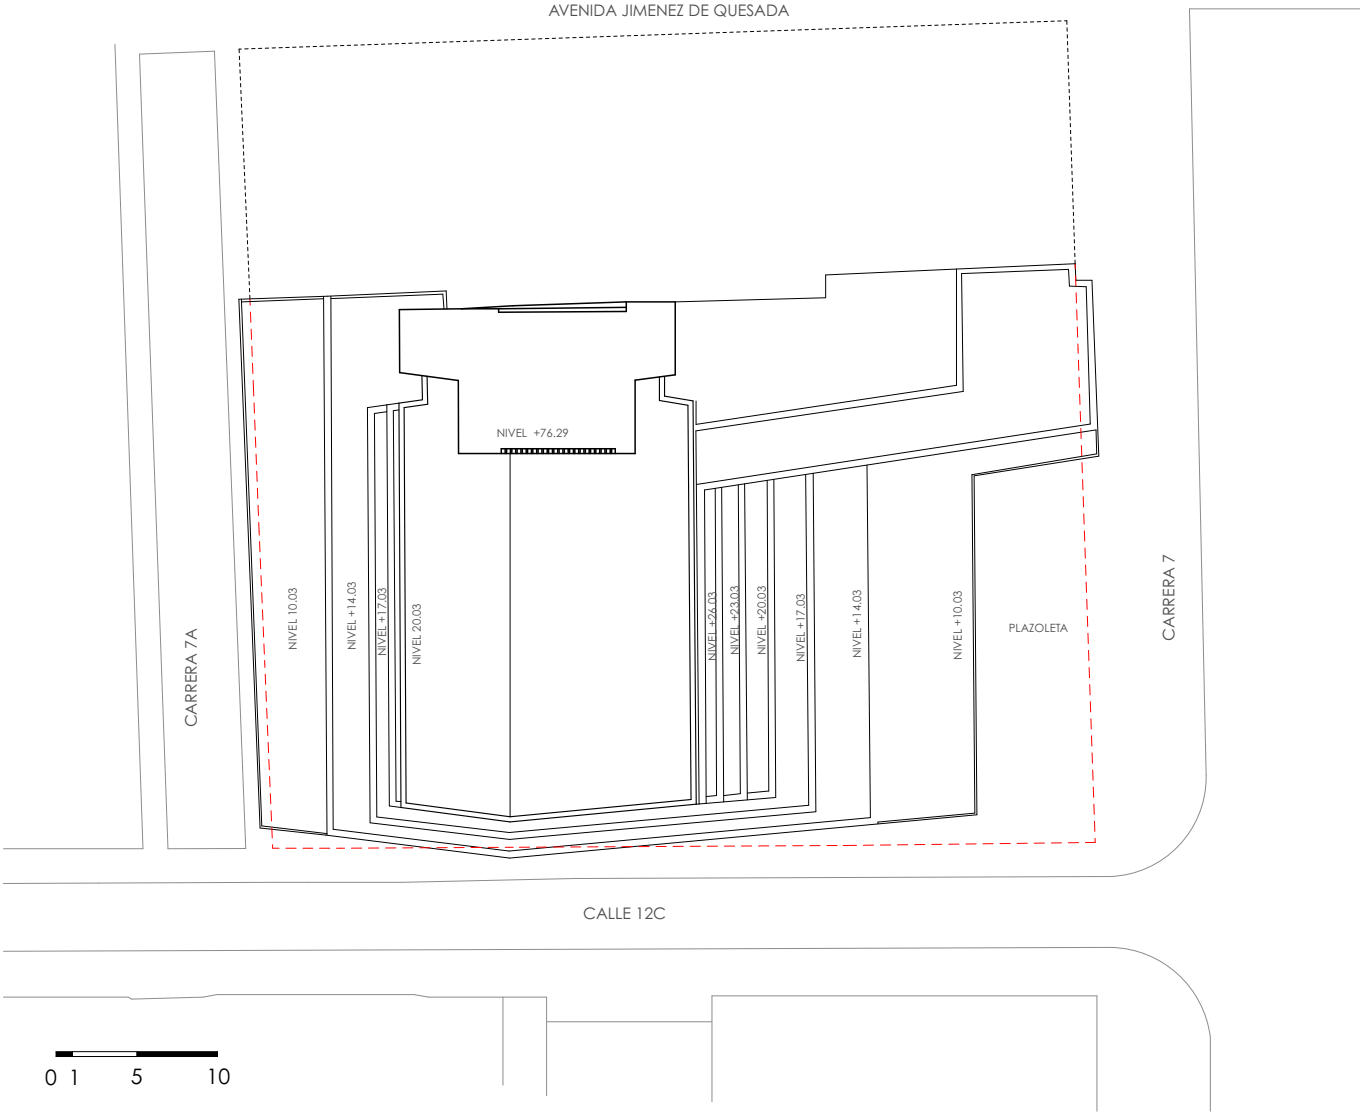 AVENIDA JIMENEZ DE QUESADA
NIVEL +76.29
NIVEL 10.03
NIVEL +14.03
NIVEL +17.03
NIVEL 20.03
NIVEL +26.03
NIVEL +23.03
NIVEL +20.03
NIVEL +17.03
NIVEL +14.03
NIVEL +10.03
PLAZOLETA
CARRERA 7
CARRERA 7A
CALLE 12C
0 1 5 10